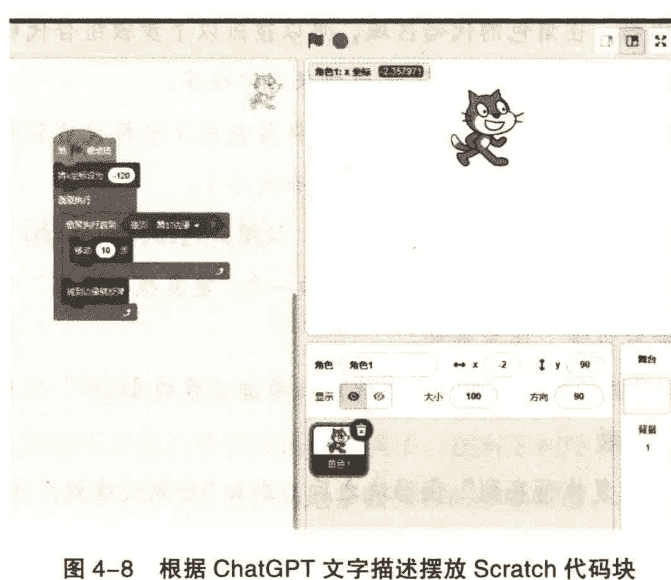 角色1: x 坐标 -2.357971
当 被点击
将x坐标设为 -120
重复执行
重复执行直到 碰到 舞台边缘
移动 10 步
碰到边缘就反弹
角色 角色1 x -2 y 90
显示 大小 100 方向 90
角色1
舞台
背景
1
图 4-8 根据 ChatGPT 文字描述摆放 Scratch 代码块